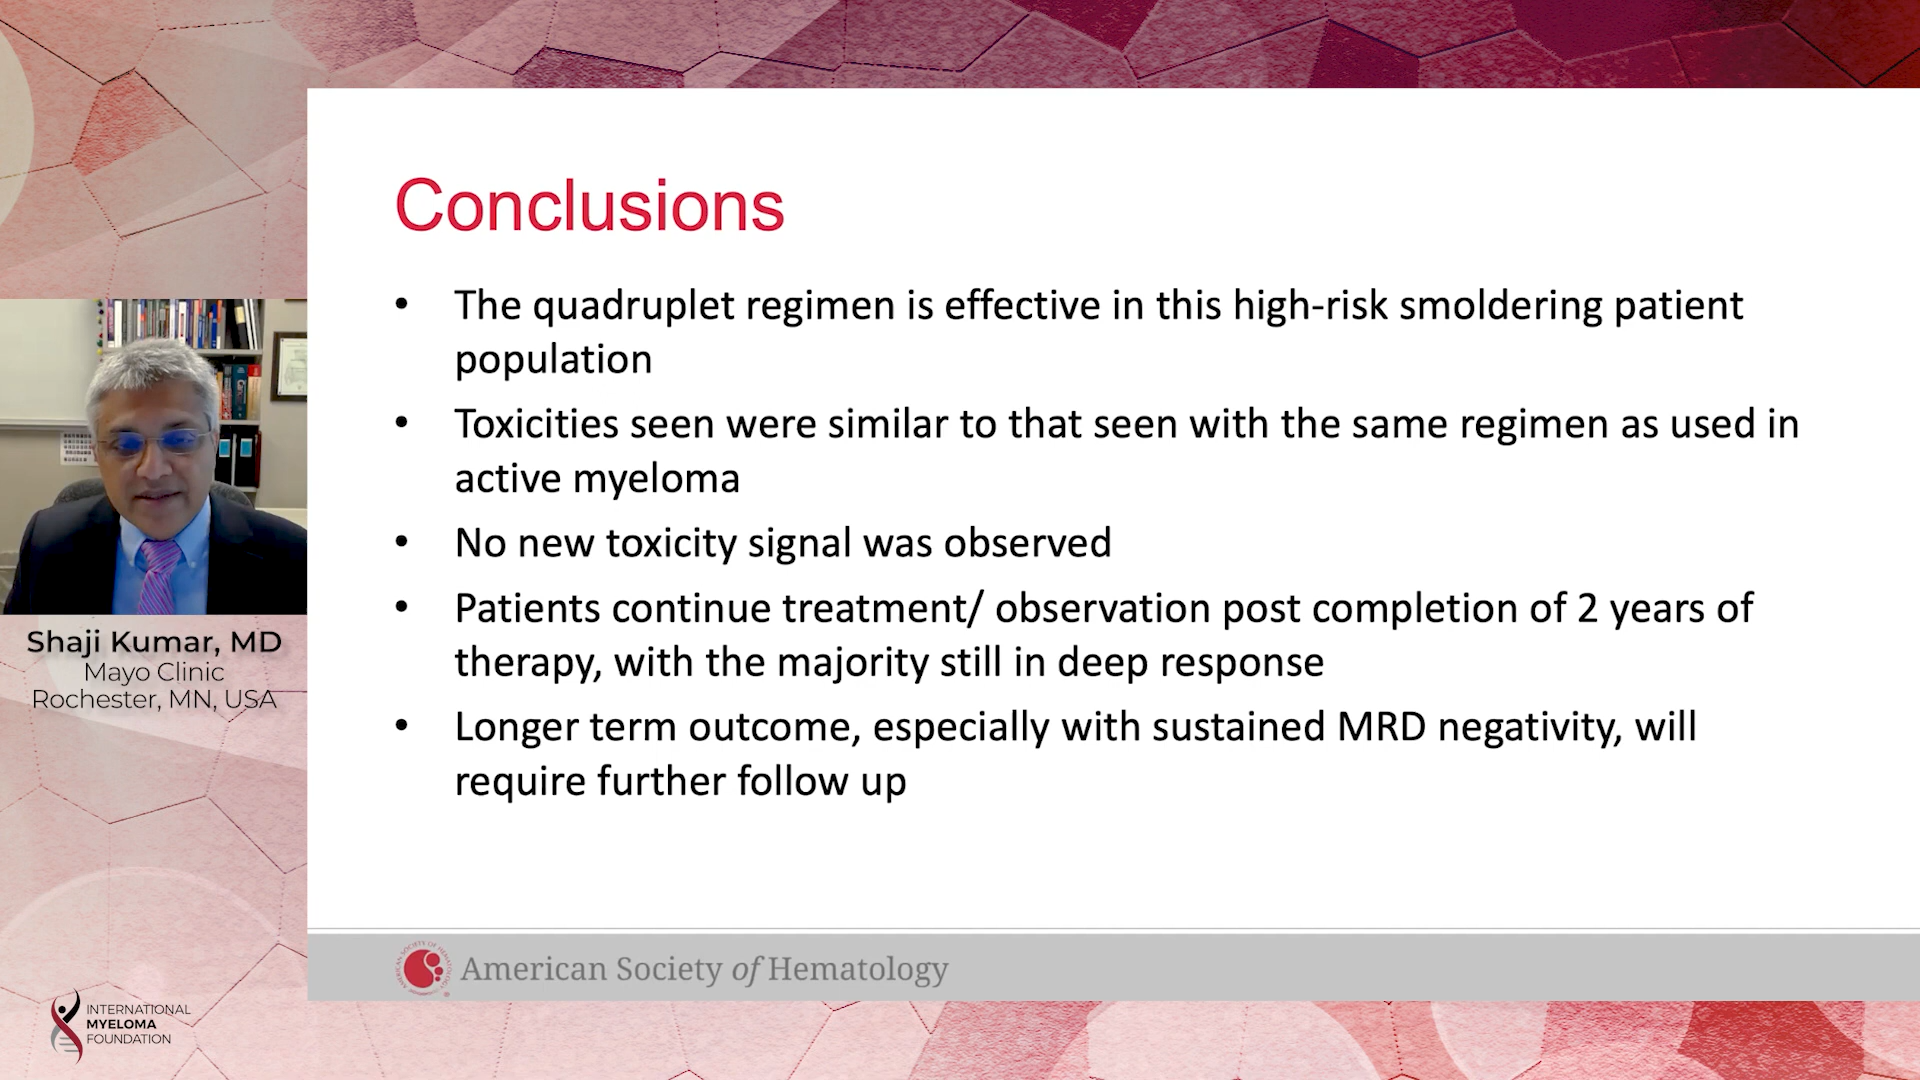 Conclusions
• The quadruplet regimen is effective in this high-risk smoldering patient
population
• Toxicities seen were similar to that seen with the same regimen as used in
active myeloma
• No new toxicity signal was observed
• Patients continue treatment/ observation post completion of 2 years of
therapy, with the majority still in deep response
• Longer term outcome, especially with sustained MRD negativity, will
require further follow up
Shaji Kumar, MD
Mayo Clinic
Rochester, MN, USA
American Society of Hematology
INTERNATIONAL
MYELOMA
FOUNDATION